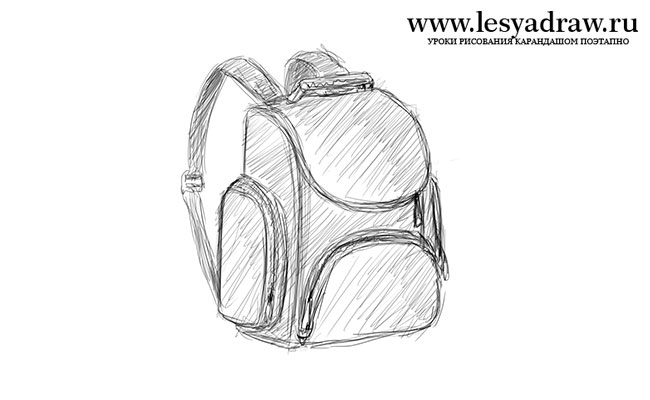 www.lesyadraw.ru
УРОКИ РИСОВАНИЯ КАРАНДАШОМ ПОЭТАПНО